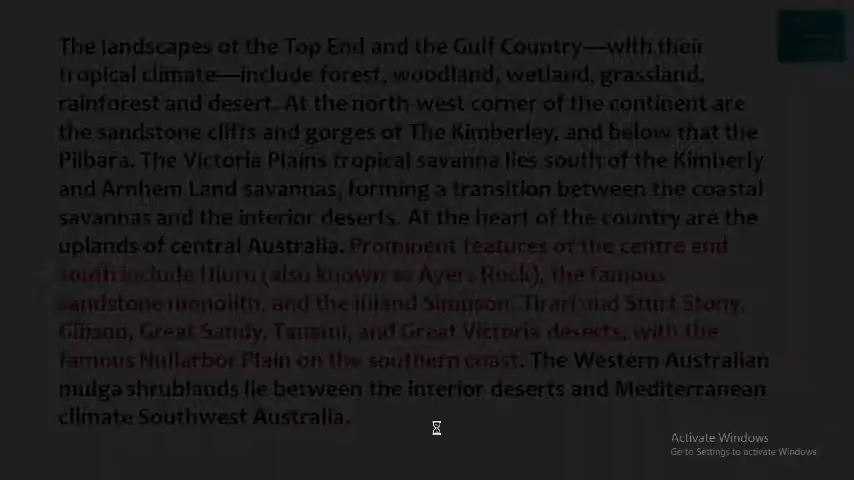 The landscapes of the Top End and the Gulf Country—with their
tropical climate—include forest, woodland, wetland, grassland,
rainforest and desert. At the north-west corner of the continent are
the sandstone cliffs and gorges of The Kimberley, and below that the
Pilbara. The Victoria Plains tropical savanna lies south of the Kimberly
and Arnhem Land savannas, forming a transition between the coastal
savannas and the interior deserts. At the heart of the country are the
uplands of central Australia. Prominent features of the centre and
south include Uluru (also known as Ayers Rock), the famous
sandstone monolith, and the inland Simpson, Tirari and Sturt Stony,
Gibson, Great Sandy, Tanami, and Great Victoria deserts, with the
famous Nullarbor Plain on the southern coast. The Western Australian
mulga shrublands lie between the interior deserts and Mediterranean
climate Southwest Australia.
Activate Windows
Go to Settings to activate Windows.